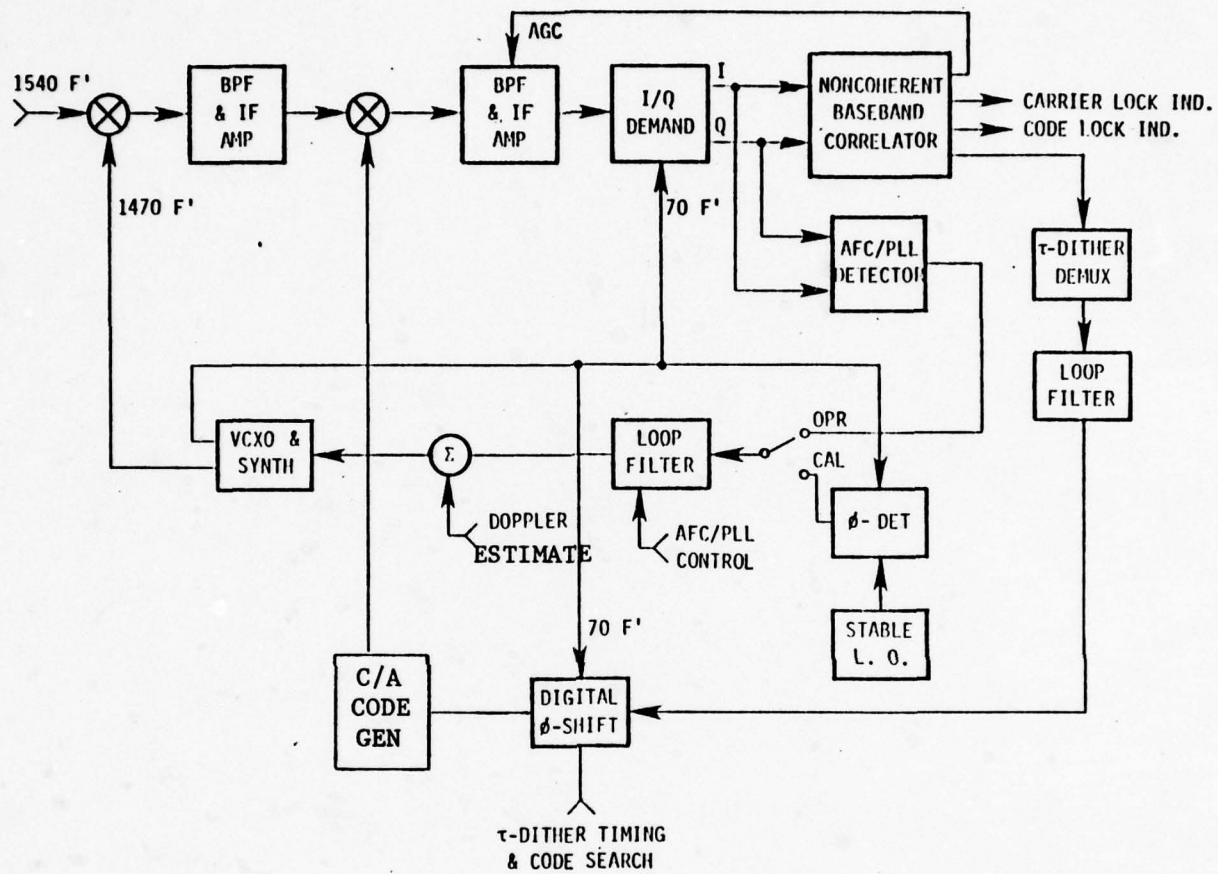 AGC
1540 F'
BPF
& IF
AMP
BPF
& IF
AMP
I/Q
DEMAND
I
Q
NONCOHERENT
BASEBAND
CORRELATOR
CARRIER LOCK IND.
CODE LOCK IND.
1470 F'
70 F'
AFC/PLL
DETECTOR
τ-DITHER
DEMUX
LOOP
FILTER
VCXO &
SYNTH
Σ
LOOP
FILTER
OPR
CAL
DOPPLER
ESTIMATE
AFC/PLL
CONTROL
ø- DET
STABLE
L. O.
70 F'
C/A
CODE
GEN
DIGITAL
ø-SHIFT
τ-DITHER TIMING
& CODE SEARCH